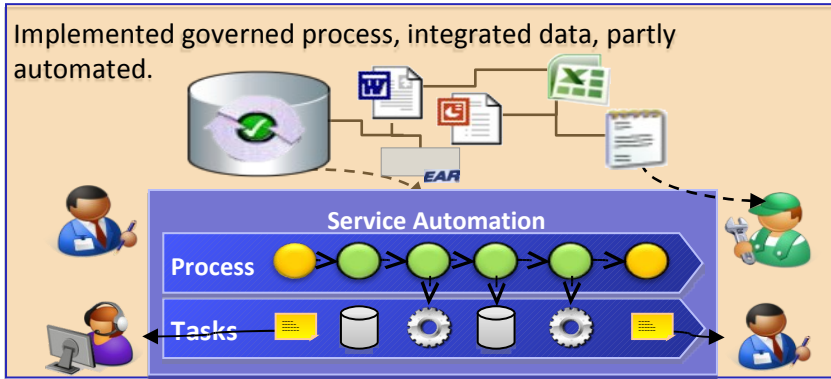 Implemented governed process, integrated data, partly
automated.
W
X
EAR
Service Automation
Process
Tasks